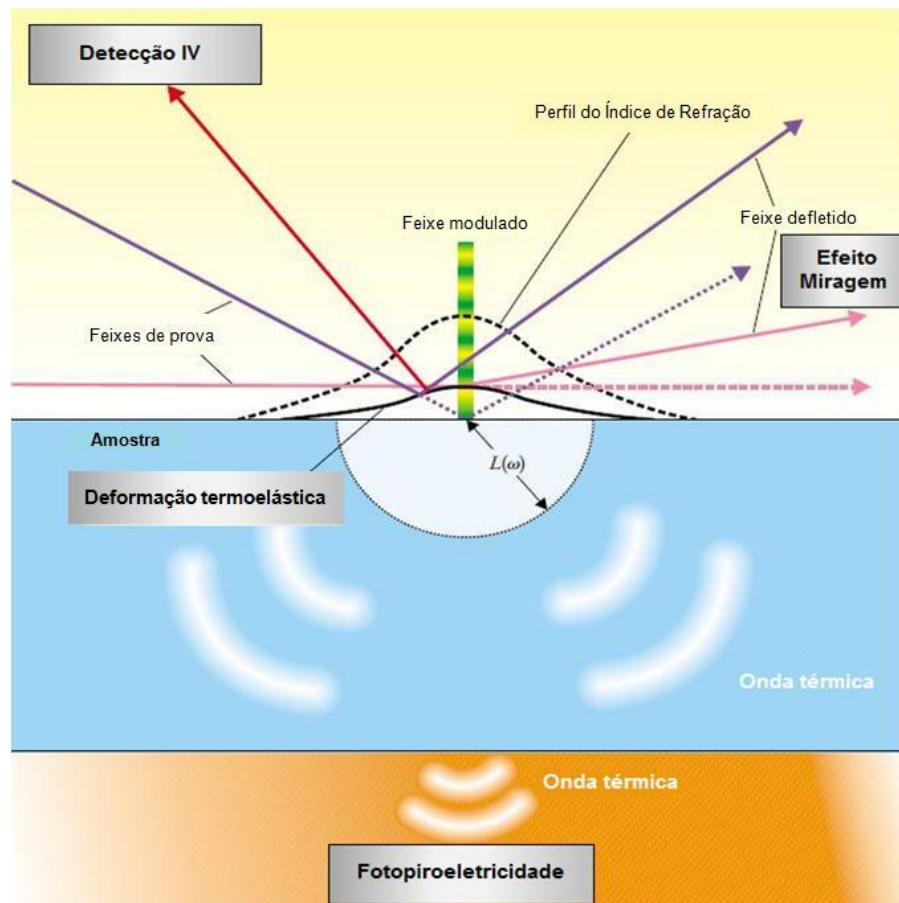 Detecção IV
Perfil do Índice de Refração
Feixe modulado
Feixe defletido
Efeito
Miragem
Feixes de prova
Amostra
L(ω)
Deformação termoelástica
Onda térmica
Onda térmica
Fotopiroeletricidade